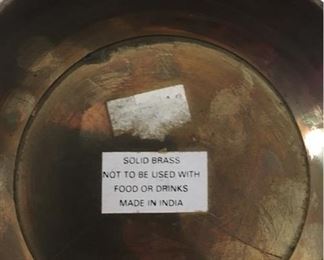 SOLID BRASS
NOT TO BE USED WITH
FOOD OR DRINKS
MADE IN INDIA